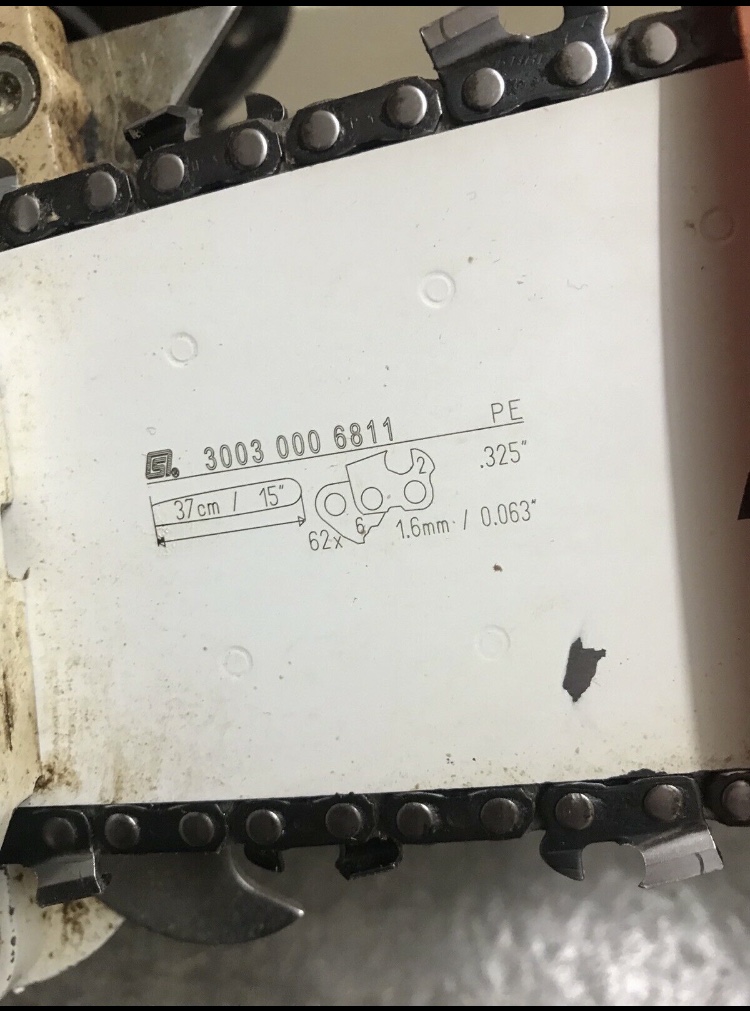 3003 000 6811 PE
37cm / 15" .325"
62x 6 2 1.6mm / 0.063"